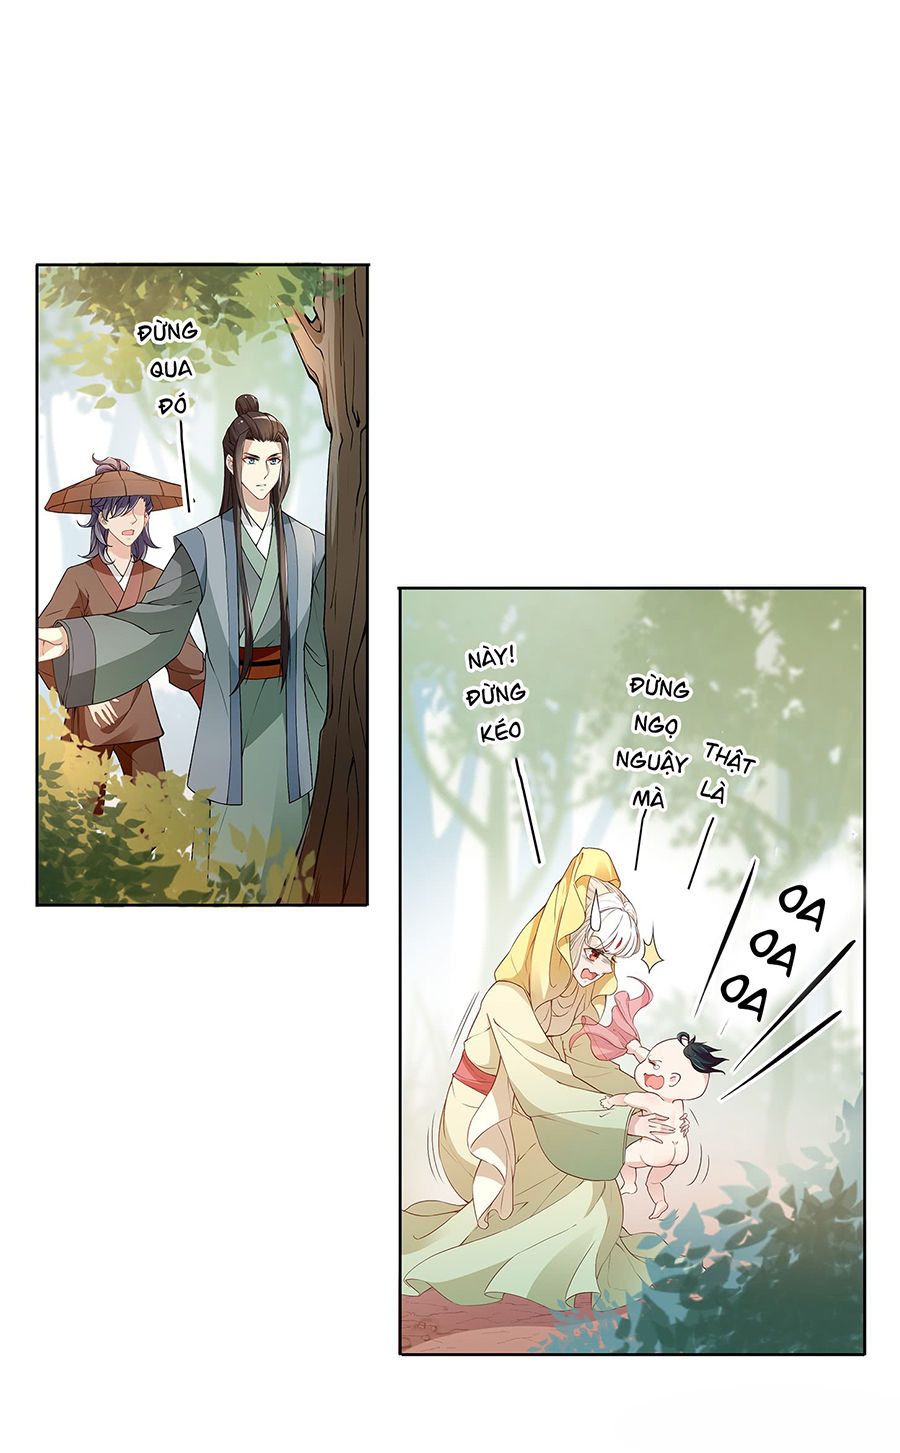 ĐỪNG
QUA
ĐÓ
NÀY!
ĐỪNG
KÉO
ĐỪNG
NGỌ
NGUẬY
MÀ
THẬT
LÀ
OA
OA
OA